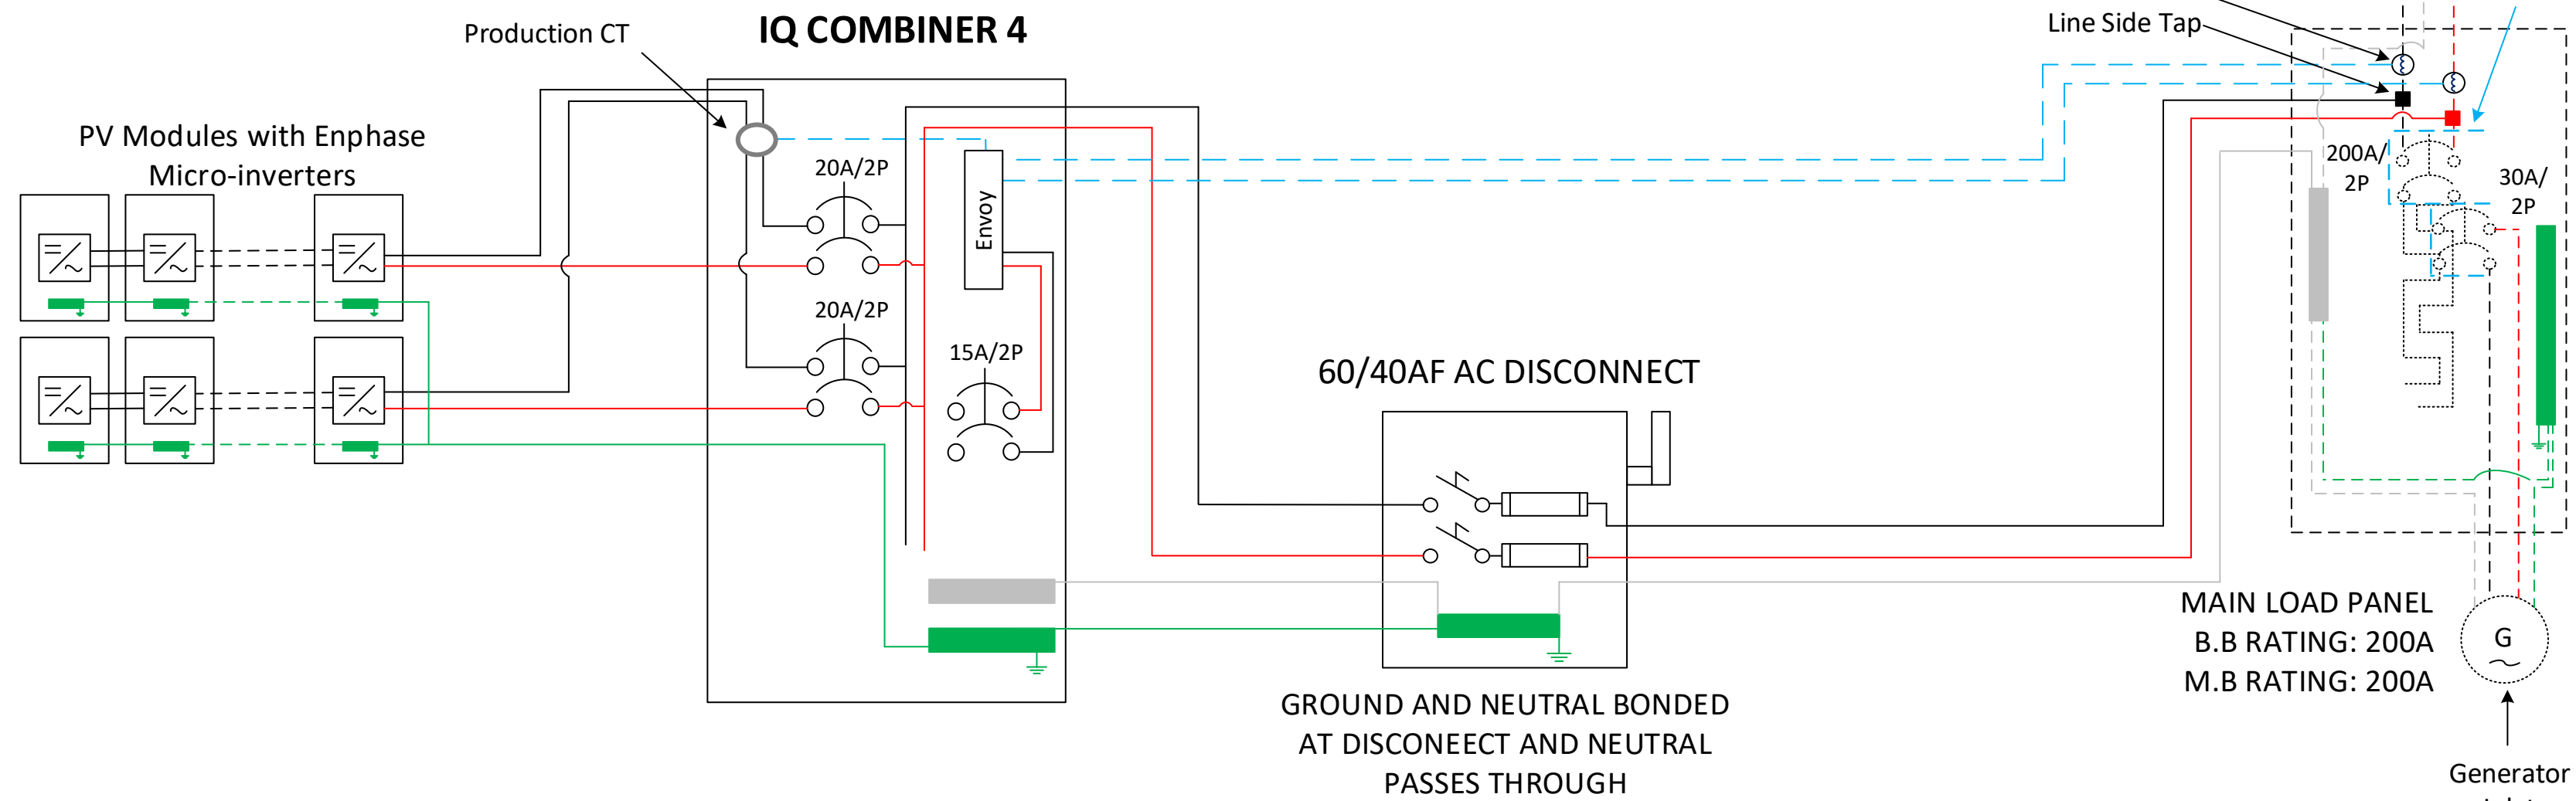 IQ COMBINER 4
Production CT
Line Side Tap
PV Modules with Enphase
Micro-inverters
20A/2P
Envoy
20A/2P
15A/2P
60/40AF AC DISCONNECT
GROUND AND NEUTRAL BONDED
AT DISCONEECT AND NEUTRAL
PASSES THROUGH
200A/
2P
30A/
2P
MAIN LOAD PANEL
B.B RATING: 200A
M.B RATING: 200A
G
Generator